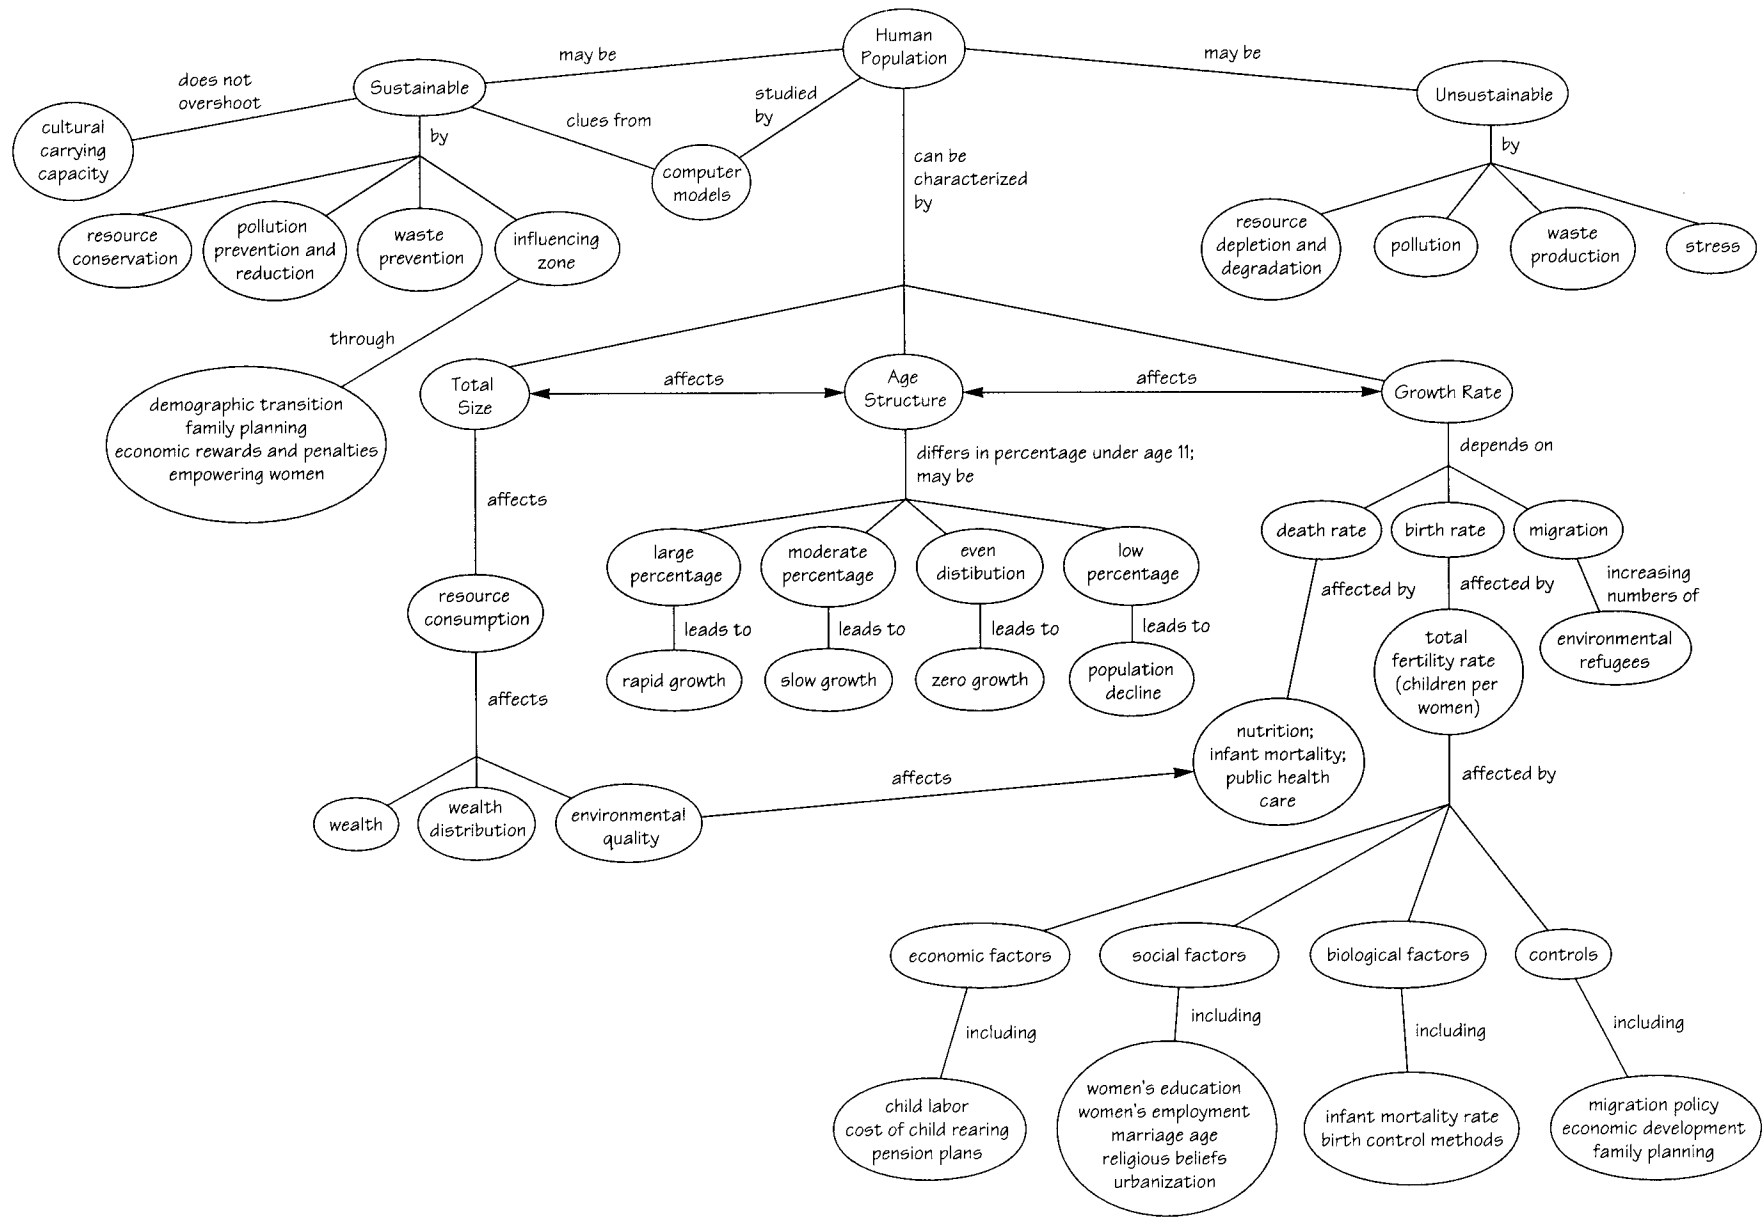 Human
Population
may be
may be
does not
overshoot
Sustainable
studied
by
Unsustainable
cultural
carrying
capacity
by
clues from
computer
models
can be
characterized
by
by
resource
conservation
pollution
prevention and
reduction
waste
prevention
influencing
zone
resource
depletion and
degradation
pollution
waste
production
stress
through
demographic transition
family planning
economic rewards and penalties
empowering women
Total
Size
affects
Age
Structure
affects
Growth Rate
affects
differs in percentage under age 11;
may be
depends on
large
percentage
moderate
percentage
even
distibution
low
percentage
death rate
birth rate
migration
resource
consumption
leads to
leads to
leads to
leads to
affected by
affected by
increasing
numbers of
rapid growth
slow growth
zero growth
population
decline
total
fertility rate
(children per
women)
environmental
refugees
affects
nutrition;
infant mortality;
public health
care
wealth
wealth
distribution
environmental
quality
affects
affected by
economic factors
social factors
biological factors
controls
including
including
including
including
child labor
cost of child rearing
pension plans
women's education
women's employment
marriage age
religious beliefs
urbanization
infant mortality rate
birth control methods
migration policy
economic development
family planning